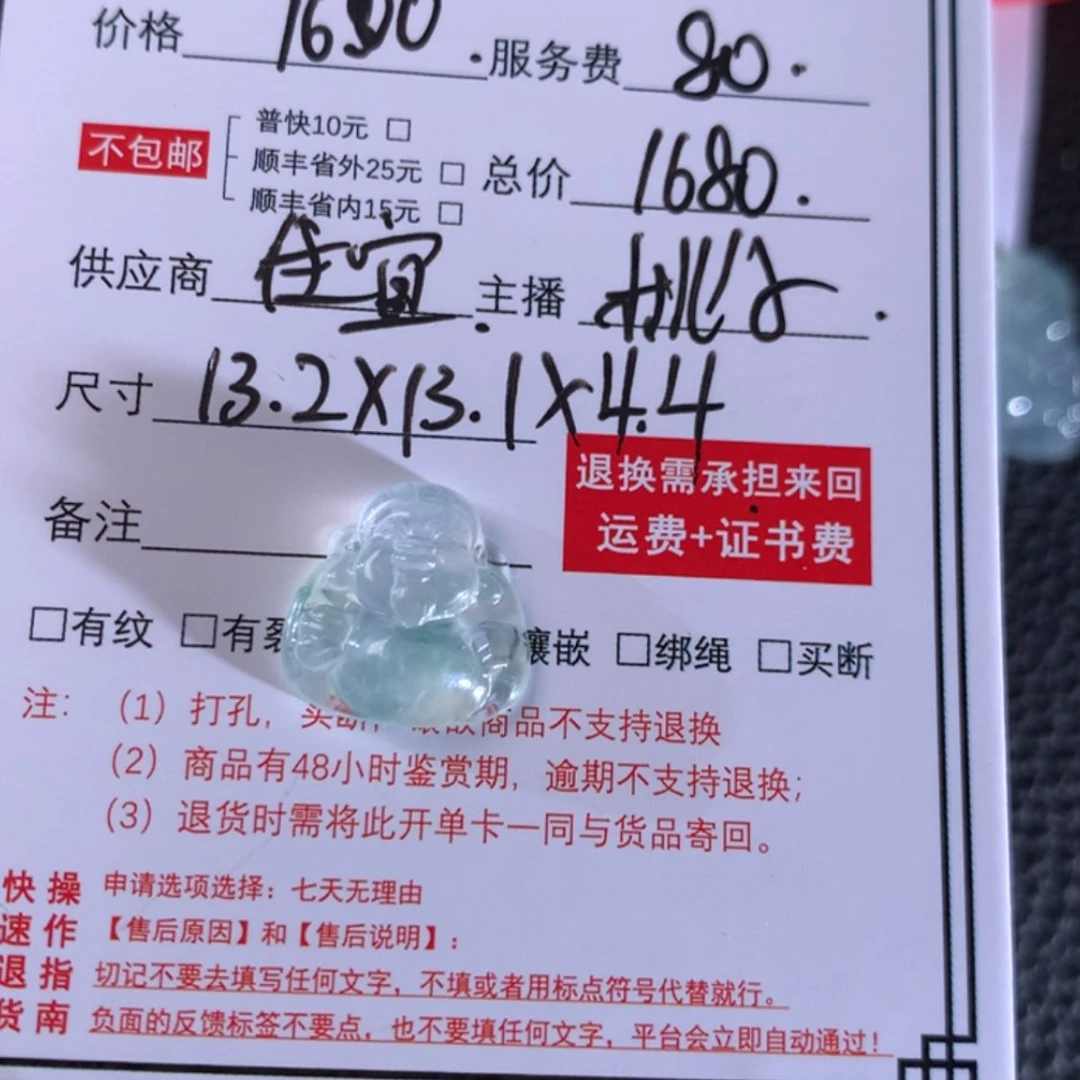 价格 1600 . 服务费 80 .
不包邮
普快10元 □
顺丰省外25元 □ 总价 1680 .
顺丰省内15元 □
供应商 主播 桃子 .
尺寸 13.2X13.1X4.4
退换需承担来回
运费+证书费
备注
□有纹 □有裂 镶嵌 □绑绳 □买断
注: (1) 打孔, 买断, 镶嵌商品不支持退换
(2) 商品有48小时鉴赏期, 逾期不支持退换;
(3) 退货时需将此开单卡一同与货品寄回。
快速退货 操作指南
申请选项选择: 七天无理由
【售后原因】和【售后说明】:
切记不要去填写任何文字, 不填或者用标点符号代替就行。
负面的反馈标签不要点, 也不要填任何文字, 平台会立即自动通过!